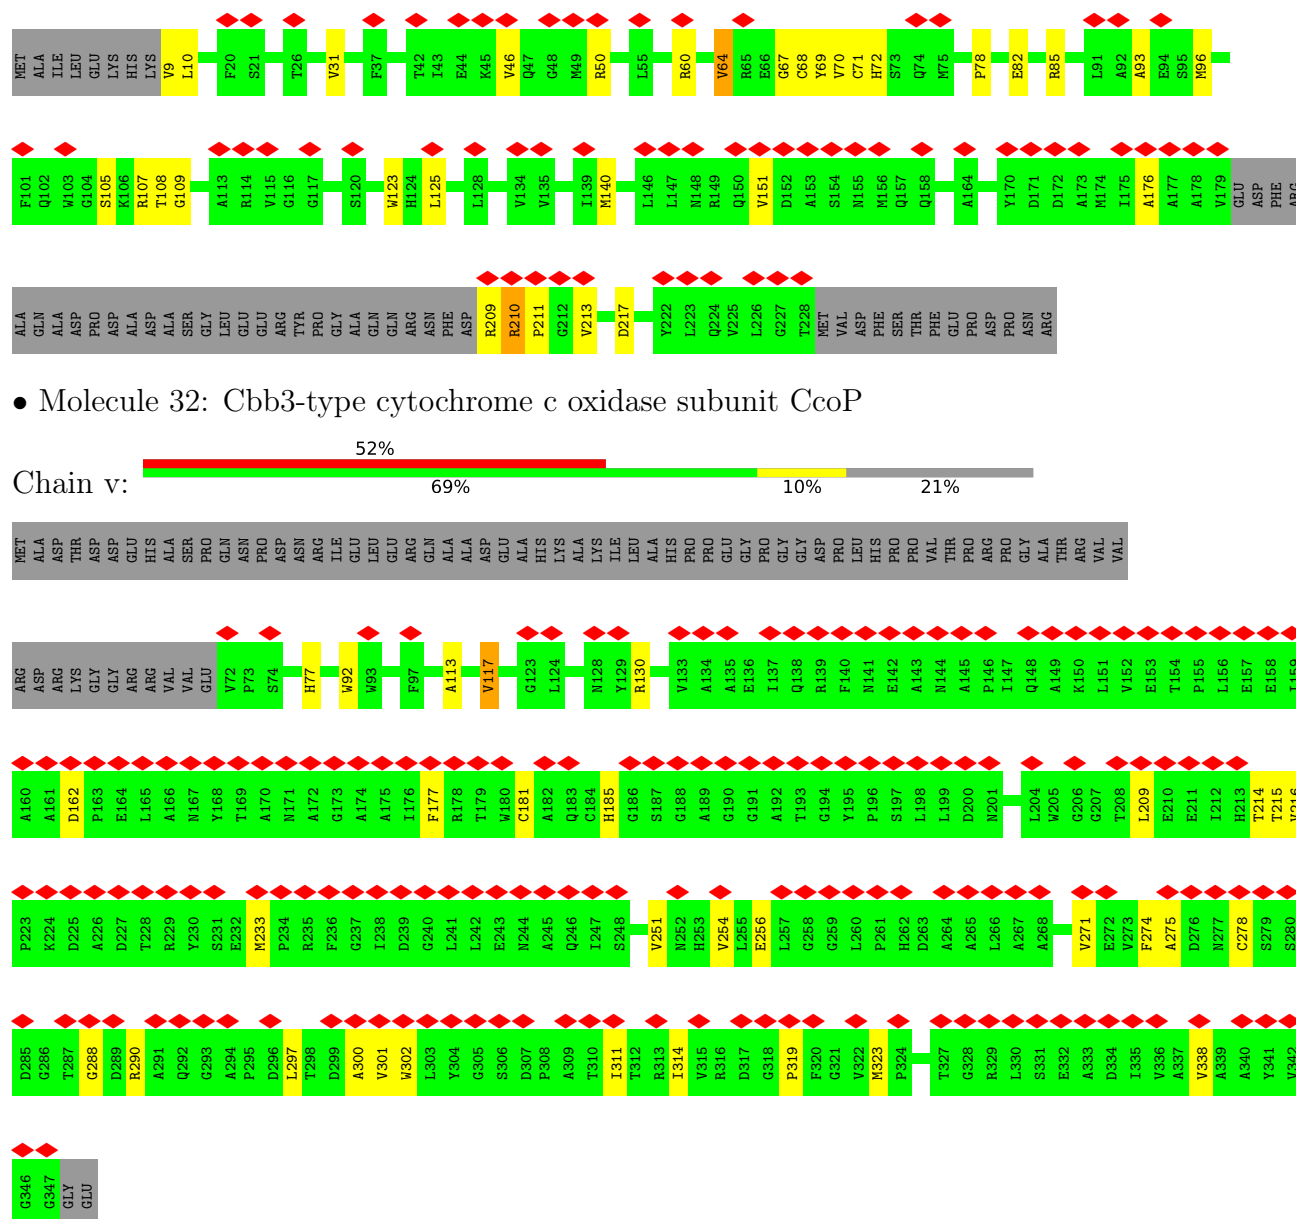 MET ALA ILE LEU GLU LYS HIS LYS V9 L10 F20 S21 T26 V31 F37 T42 I43 E44 K45 V46 Q47 G48 M49 R50 L55 R60 V64 R65 E66 G67 C68 Y69 V70 C71 H72 S73 Q74 M75 P78 E82 R85 L91 A92 A93 E94 S95 M96
F101 Q102 W103 G104 S105 K106 R107 T108 G109 A113 R114 V115 G116 G117 S120 W123 H124 L125 L128 V134 V135 I139 M140 L146 L147 N148 R149 Q150 V151 D152 A153 S154 N155 M156 Q157 Q158 A164 Y170 D171 D172 A173 M174 I175 A176 A177 A178 V179 GLU ASP PHE ARG
ALA GLN ALA ASP PRO ASP ALA ASP ALA SER GLY LEU GLU GLU ARG TYR PRO GLY ALA GLN GLN ARG ASN PHE ASP R209 R210 P211 G212 V213 D217 Y222 L223 Q224 V225 L226 G227 T228 MET VAL ASP PHE SER THR PHE GLU PRO ASP PRO ASN ARG
• Molecule 32: Cbb3-type cytochrome c oxidase subunit CcoP
52%
Chain v:
69% 10% 21%
MET ALA ASP THR ASP ASP GLU HIS ALA SER PRO GLN ASN PRO ASP ASN ARG ILE GLU LEU GLU ARG GLN ALA ALA ASP GLU ALA HIS LYS ALA LYS ILE LEU ALA HIS PRO PRO GLU GLY PRO GLY GLY ASP PRO LEU HIS PRO PRO VAL THR PRO ARG PRO GLY ALA THR ARG VAL VAL
ARG ASP ARG LYS GLY GLY ARG ARG VAL VAL GLU V72 P73 S74 H77 W92 W93 F97 A113 V117 G123 L124 N128 Y129 R130 V133 A134 A135 E136 I137 Q138 R139 F140 N141 E142 A143 N144 A145 P146 I147 Q148 A149 K150 L151 V152 E153 T154 P155 L156 E157 E158 I159
A160 A161 D162 P163 E164 L165 A166 N167 Y168 T169 A170 N171 A172 G173 A174 A175 I176 F177 R178 T179 W180 C181 A182 Q183 C184 H185 G186 S187 G188 A189 G190 G191 A192 T193 G194 Y195 P196 S197 L198 L199 D200 N201 L204 W205 G206 G207 T208 L209 E210 E211 I212 H213 T214 T215 V216
P223 K224 D225 A226 D227 T228 R229 Y230 S231 E232 M233 P234 R235 F236 G237 I238 D239 G240 L241 L242 E243 N244 A245 Q246 I247 S248 V251 N252 H253 V254 L255 E256 L257 G258 G259 L260 P261 H262 D263 A264 A265 L266 A267 A268 V271 E272 V273 F274 A275 D276 N277 C278 S279 S280
D285 G286 T287 G288 D289 R290 A291 Q292 G293 A294 P295 D296 L297 T298 D299 A300 V301 W302 L303 Y304 G305 S306 D307 P308 A309 T310 I311 T312 R313 I314 V315 R316 D317 G318 P319 F320 G321 V322 M323 P324 T327 G328 R329 L330 S331 E332 A333 D334 I335 V336 A337 V338 A339 A340 Y341 V342
G346 G347 GLY GLU